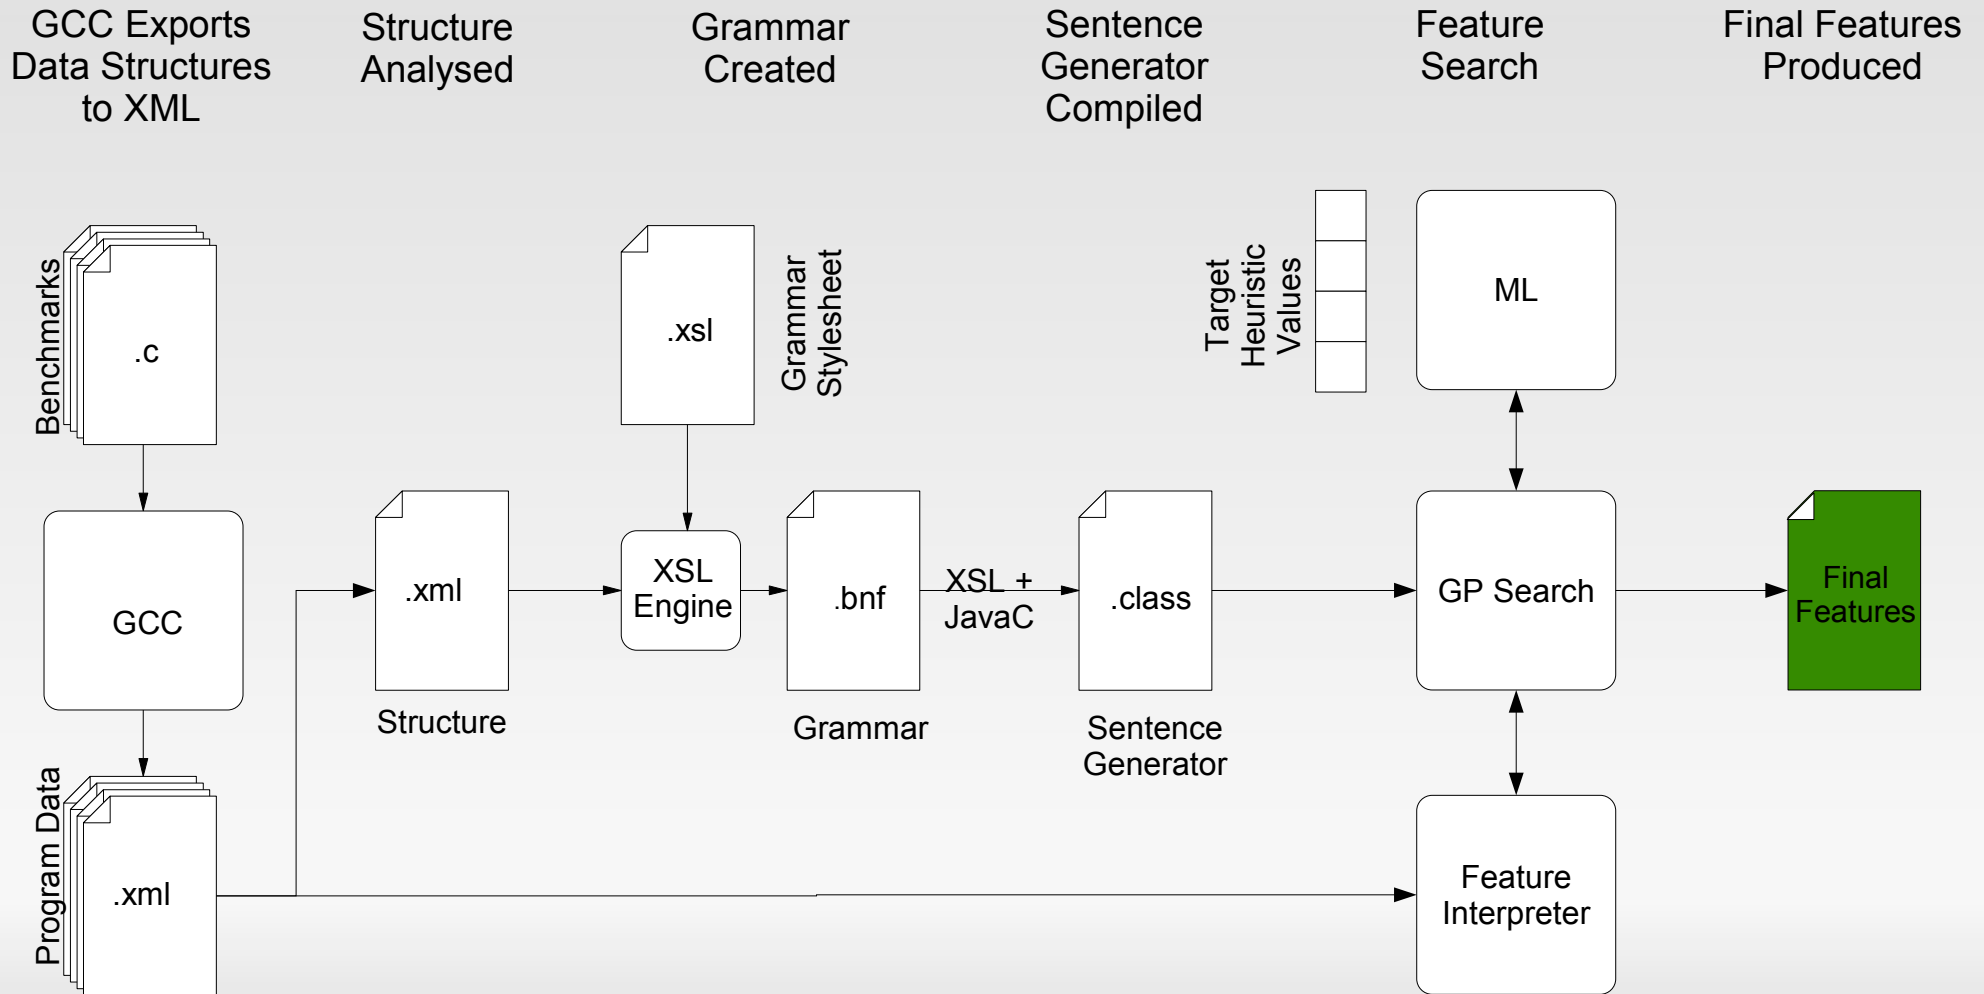 GCC Exports
Data Structures
to XML
Structure
Analysed
Grammar
Created
Sentence
Generator
Compiled
Feature
Search
Final Features
Produced
Benchmarks
.c
.xsl
Grammar
Stylesheet
Target
Heuristic
Values
ML
GCC
.xml
Structure
XSL
Engine
.bnf
Grammar
XSL +
JavaC
.class
Sentence
Generator
GP Search
Final
Features
Program Data
.xml
Feature
Interpreter